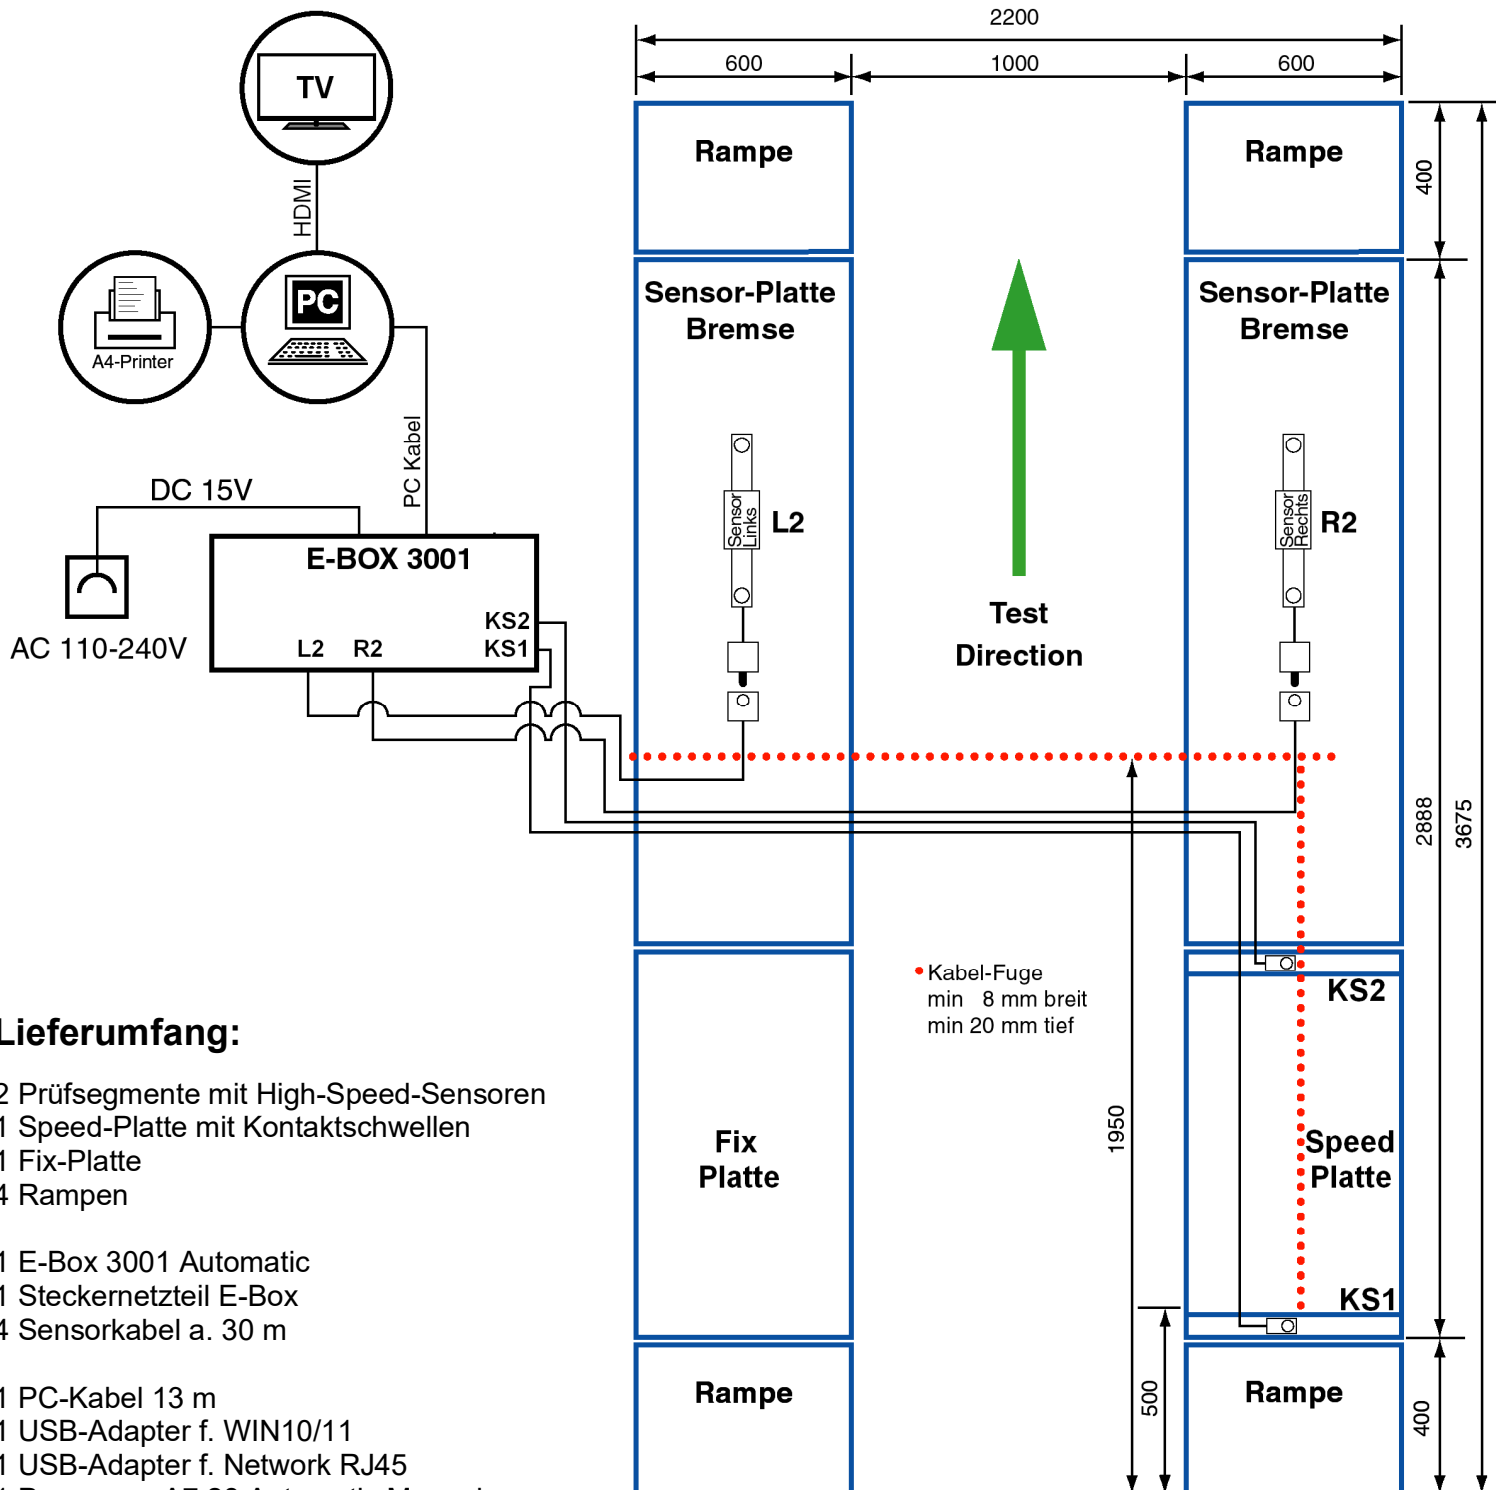 2200
600
1000
600
TV
HDMI
PC
A4-Printer
PC Kabel
DC 15V
AC 110-240V
E-BOX 3001
KS2
KS1
L2
R2
Rampe
Rampe
400
Sensor-Platte
Bremse
Sensor-Platte
Bremse
Sensor
Links
L2
Sensor
Rechts
R2
Test
Direction
2888
3675
Kabel-Fuge
min 8 mm breit
min 20 mm tief
KS2
1950
Fix
Platte
Speed
Platte
KS1
500
Rampe
Rampe
400
Lieferumfang:
2 Prüfsegmente mit High-Speed-Sensoren
1 Speed-Platte mit Kontaktschwellen
1 Fix-Platte
4 Rampen
1 E-Box 3001 Automatic
1 Steckernetzteil E-Box
4 Sensorkabel a. 30 m
1 PC-Kabel 13 m
1 USB-Adapter f. WIN10/11
1 USB-Adapter f. Network RJ45